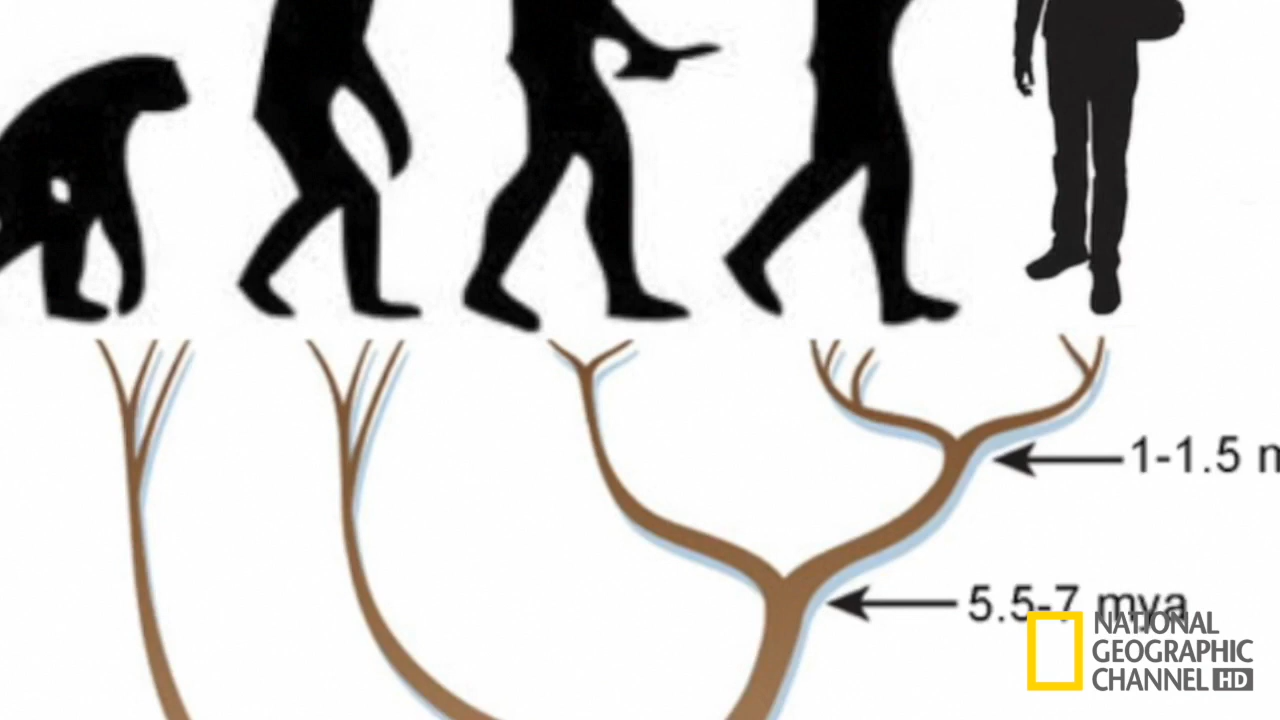 1-1.5 m
5.5-7 mya
NATIONAL
GEOGRAPHIC
CHANNEL HD